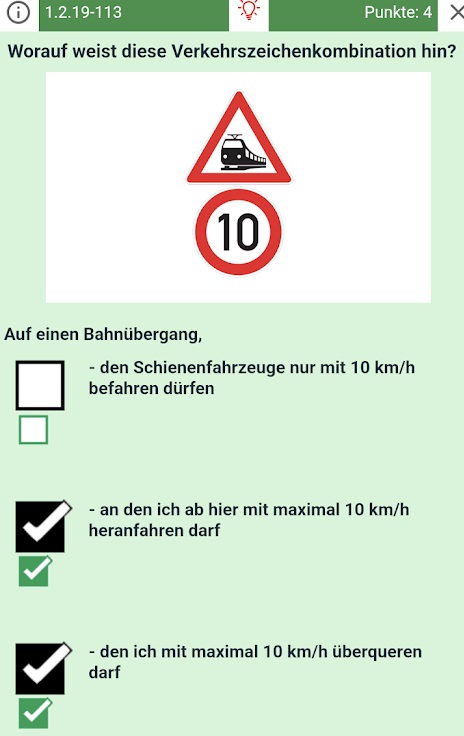 1.2.19-113
Punkte: 4
Worauf weist diese Verkehrszeichenkombination hin?
10
Auf einen Bahnübergang,
- den Schienenfahrzeuge nur mit 10 km/h
befahren dürfen
- an den ich ab hier mit maximal 10 km/h
heranfahren darf
- den ich mit maximal 10 km/h überqueren
darf